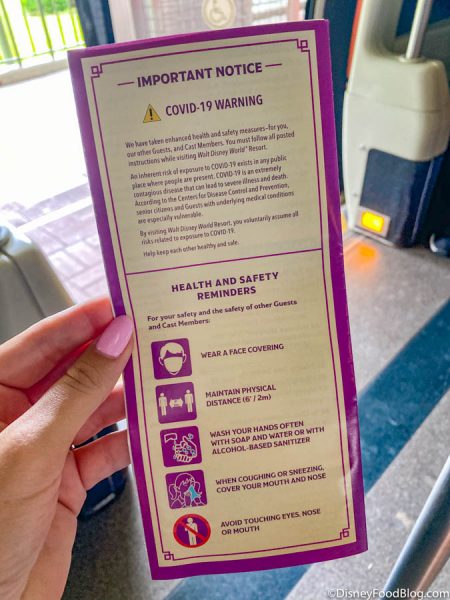 IMPORTANT NOTICE
COVID-19 WARNING
We have taken enhanced health and safety measures–for you,
our other Guests, and Cast Members. You must follow all posted
instructions while visiting Walt Disney World® Resort.
An inherent risk of exposure to COVID-19 exists in any public
place where people are present. COVID-19 is an extremely
contagious disease that can lead to severe illness and death.
According to the Centers for Disease Control and Prevention,
senior citizens and Guests with underlying medical conditions
are especially vulnerable.
By visiting Walt Disney World Resort, you voluntarily assume all
risks related to exposure to COVID-19.
Help keep each other healthy and safe.
HEALTH AND SAFETY
REMINDERS
For your safety and the safety of other Guests
and Cast Members:
WEAR A FACE COVERING
MAINTAIN PHYSICAL
DISTANCE (6' / 2m)
WASH YOUR HANDS OFTEN
WITH SOAP AND WATER OR WITH
ALCOHOL-BASED SANITIZER
WHEN COUGHING OR SNEEZING,
COVER YOUR MOUTH AND NOSE
AVOID TOUCHING EYES, NOSE
OR MOUTH
©DisneyFoodBlog.com